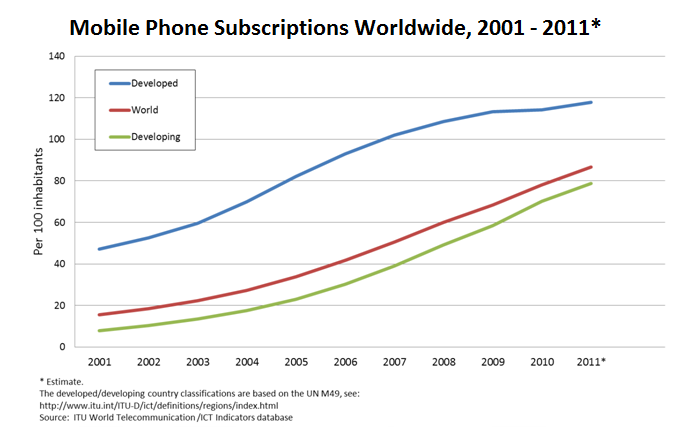 Mobile Phone Subscriptions Worldwide, 2001 - 2011*
140
120
100
80
60
40
20
0
Per 100 inhabitants
Developed
World
Developing
2001 2002 2003 2004 2005 2006 2007 2008 2009 2010 2011*
* Estimate.
The developed/developing country classifications are based on the UN M49, see:
http://www.itu.int/ITU-D/ict/definitions/regions/index.html
Source: ITU World Telecommunication /ICT Indicators database